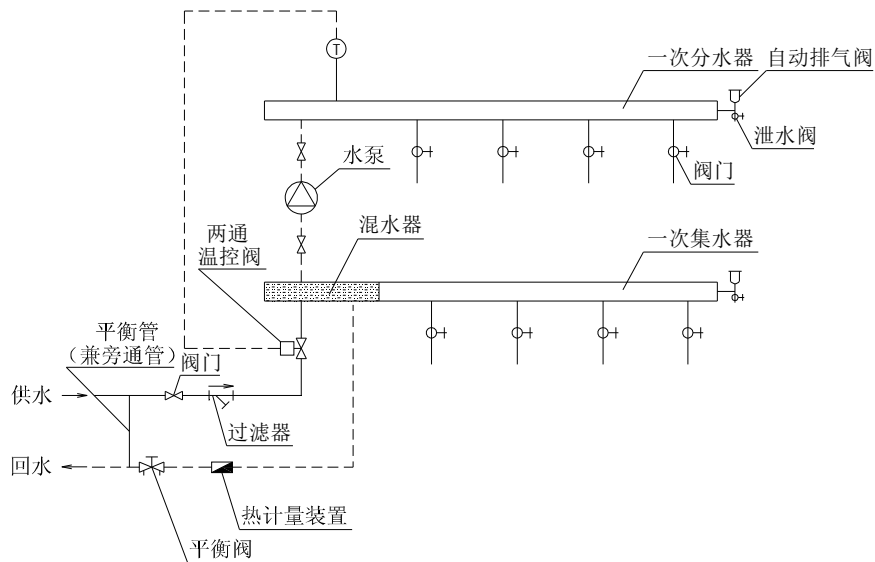 T
一次分水器
自动排气阀
泄水阀
水泵
阀门
混水器
两通
温控阀
一次集水器
平衡管
（兼旁通管）
阀门
供水
过滤器
回水
热计量装置
平衡阀